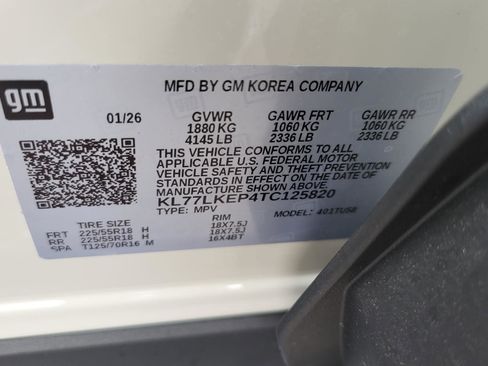 gm
MFD BY GM KOREA COMPANY
01/26 GVWR GAWR FRT GAWR RR
1880 KG 1060 KG 1060 KG
4145 LB 2336 LB 2336 LB
THIS VEHICLE CONFORMS TO ALL
APPLICABLE U.S. FEDERAL MOTOR
VEHICLE SAFETY AND THEFT PREVENTION
STANDARDS IN EFFECT ON THE DATE OF
MANUFACTURE SHOWN ABOVE.
KL77LKEP4TC125820
TYPE: MPV MODEL: 401TU58
TIRE SIZE RIM
FRT 225/55R18 H 18X7.5J
RR 225/55R18 H 18X7.5J
SPA T125/70R16 M 16X4BT